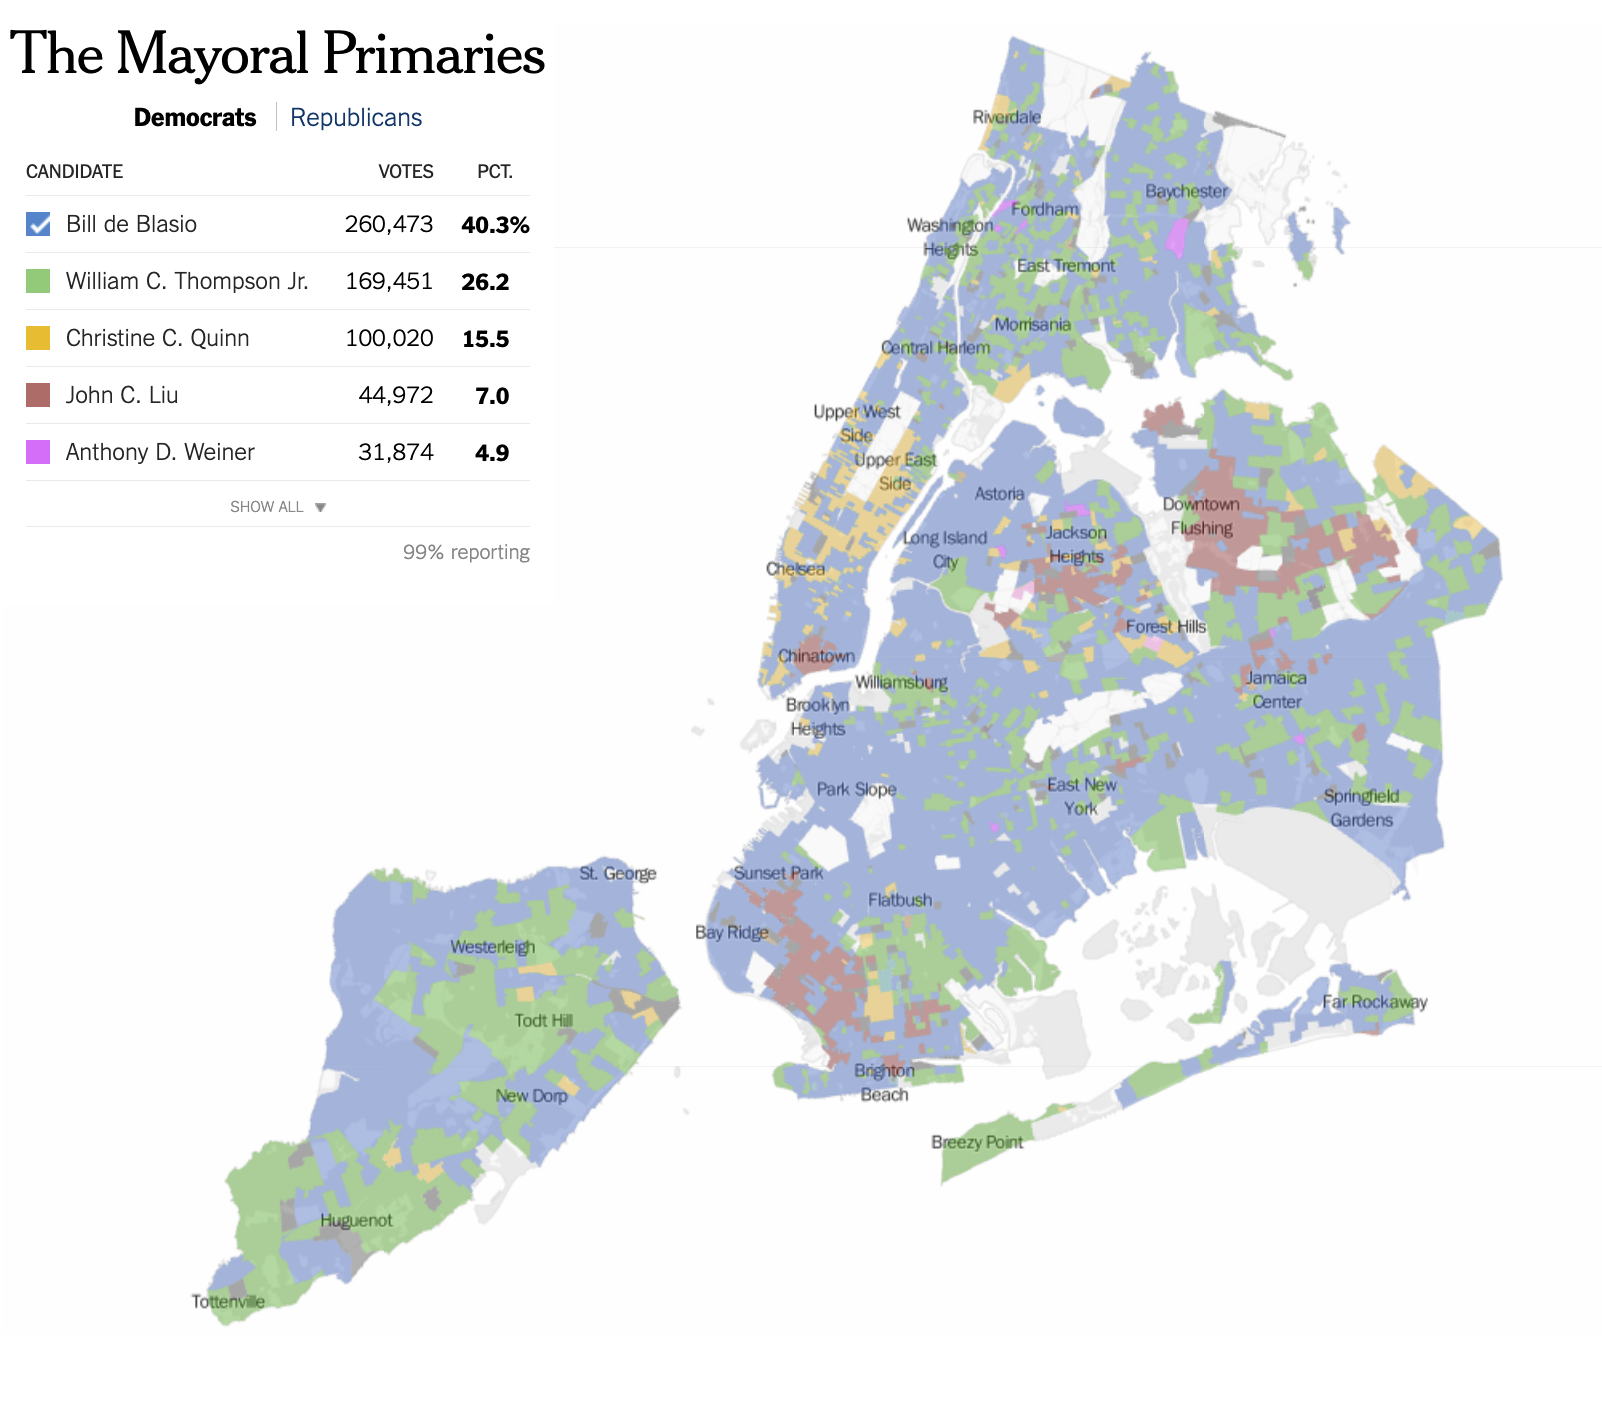 The Mayoral Primaries
Democrats Republicans
CANDIDATE VOTES PCT.
Bill de Blasio 260,473 40.3%
William C. Thompson Jr. 169,451 26.2
Christine C. Quinn 100,020 15.5
John C. Liu 44,972 7.0
Anthony D. Weiner 31,874 4.9
SHOW ALL ▼
99% reporting
Riverdale
Baychester
Fordham
Washington
Heights
East Tremont
Morrisania
Central Harlem
Upper West
Side
Upper East
Side
Astoria
Downtown
Flushing
Jackson
Heights
Long Island
City
Chelsea
Forest Hills
Chinatown
Williamsburg
Jamaica
Center
Brooklyn
Heights
Park Slope
East New
York
Springfield
Gardens
St. George
Sunset Park
Flatbush
Bay Ridge
Westerleigh
Far Rockaway
Todt Hill
Brighton
Beach
New Dorp
Breezy Point
Huguenot
Tottenville